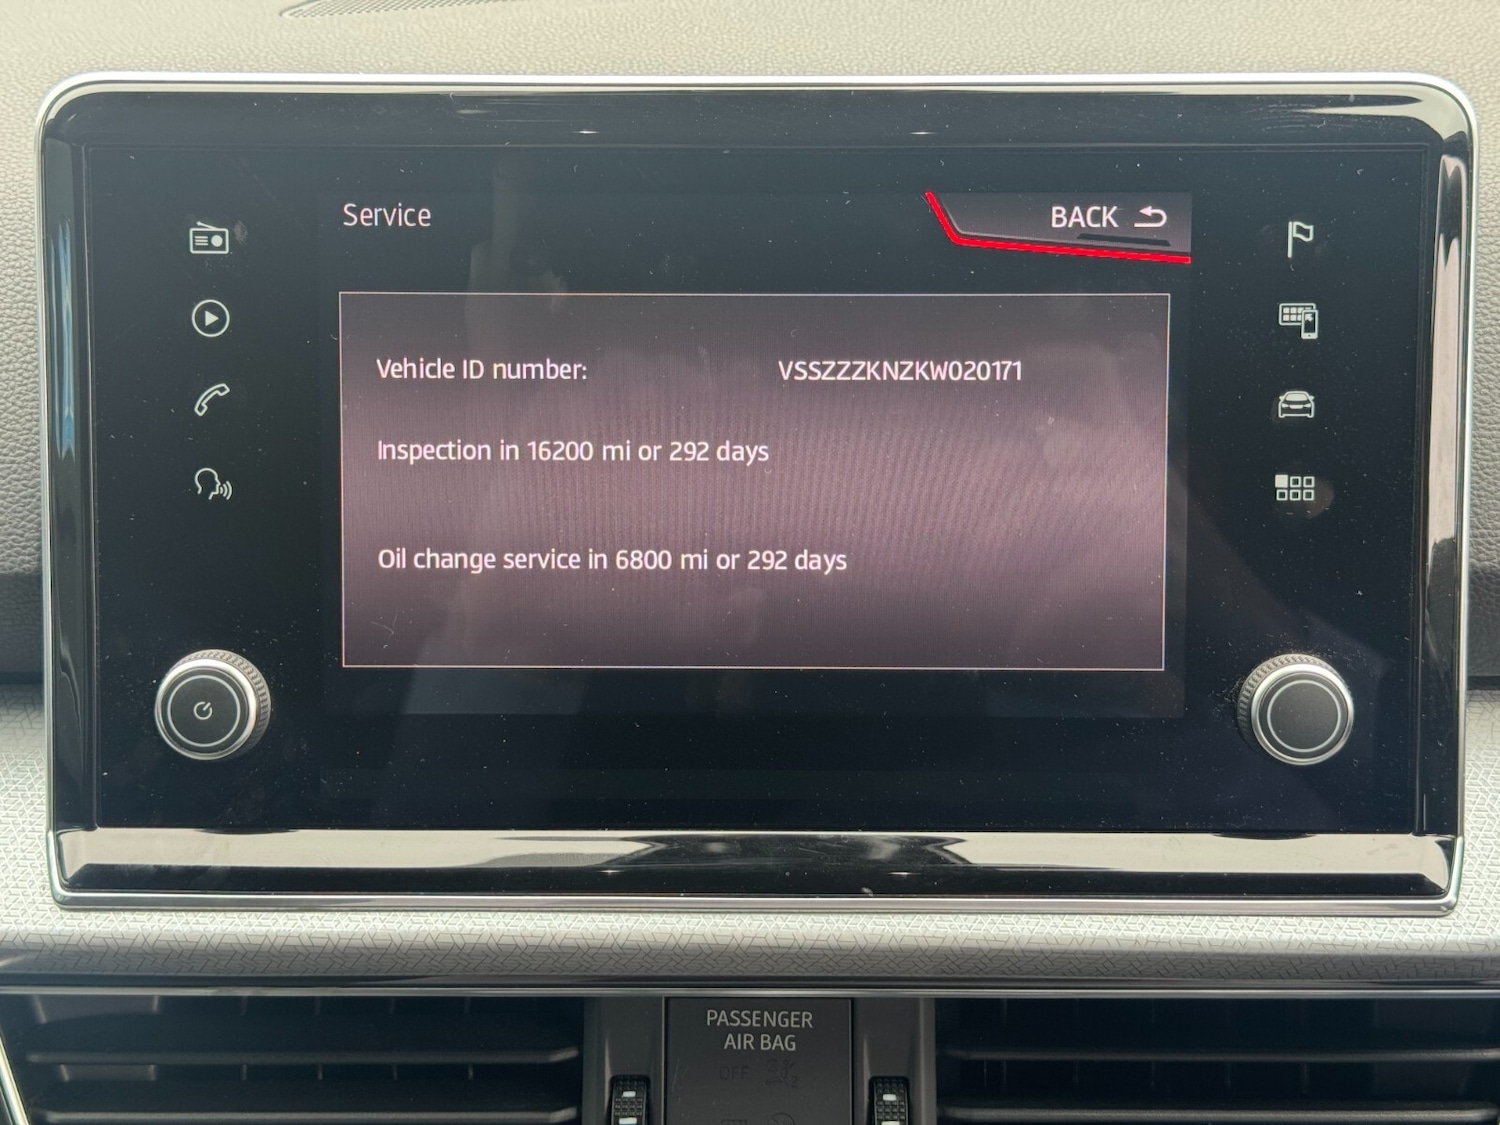 Service
BACK
Vehicle ID number: VSSZZZKNZKW020171
Inspection in 16200 mi or 292 days
Oil change service in 6800 mi or 292 days
PASSENGER
AIR BAG
OFF